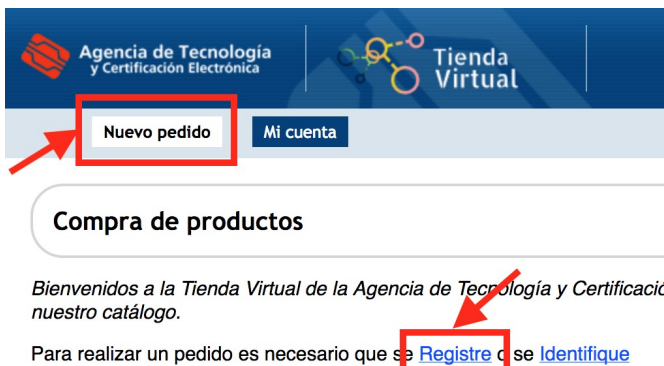 Agencia de Tecnología
y Certificación Electrónica
Tienda
Virtual
Nuevo pedido
Mi cuenta
Compra de productos
Bienvenidos a la Tienda Virtual de la Agencia de Tecnología y Certificació
nuestro catálogo.
Para realizar un pedido es necesario que se Registre o se Identifique